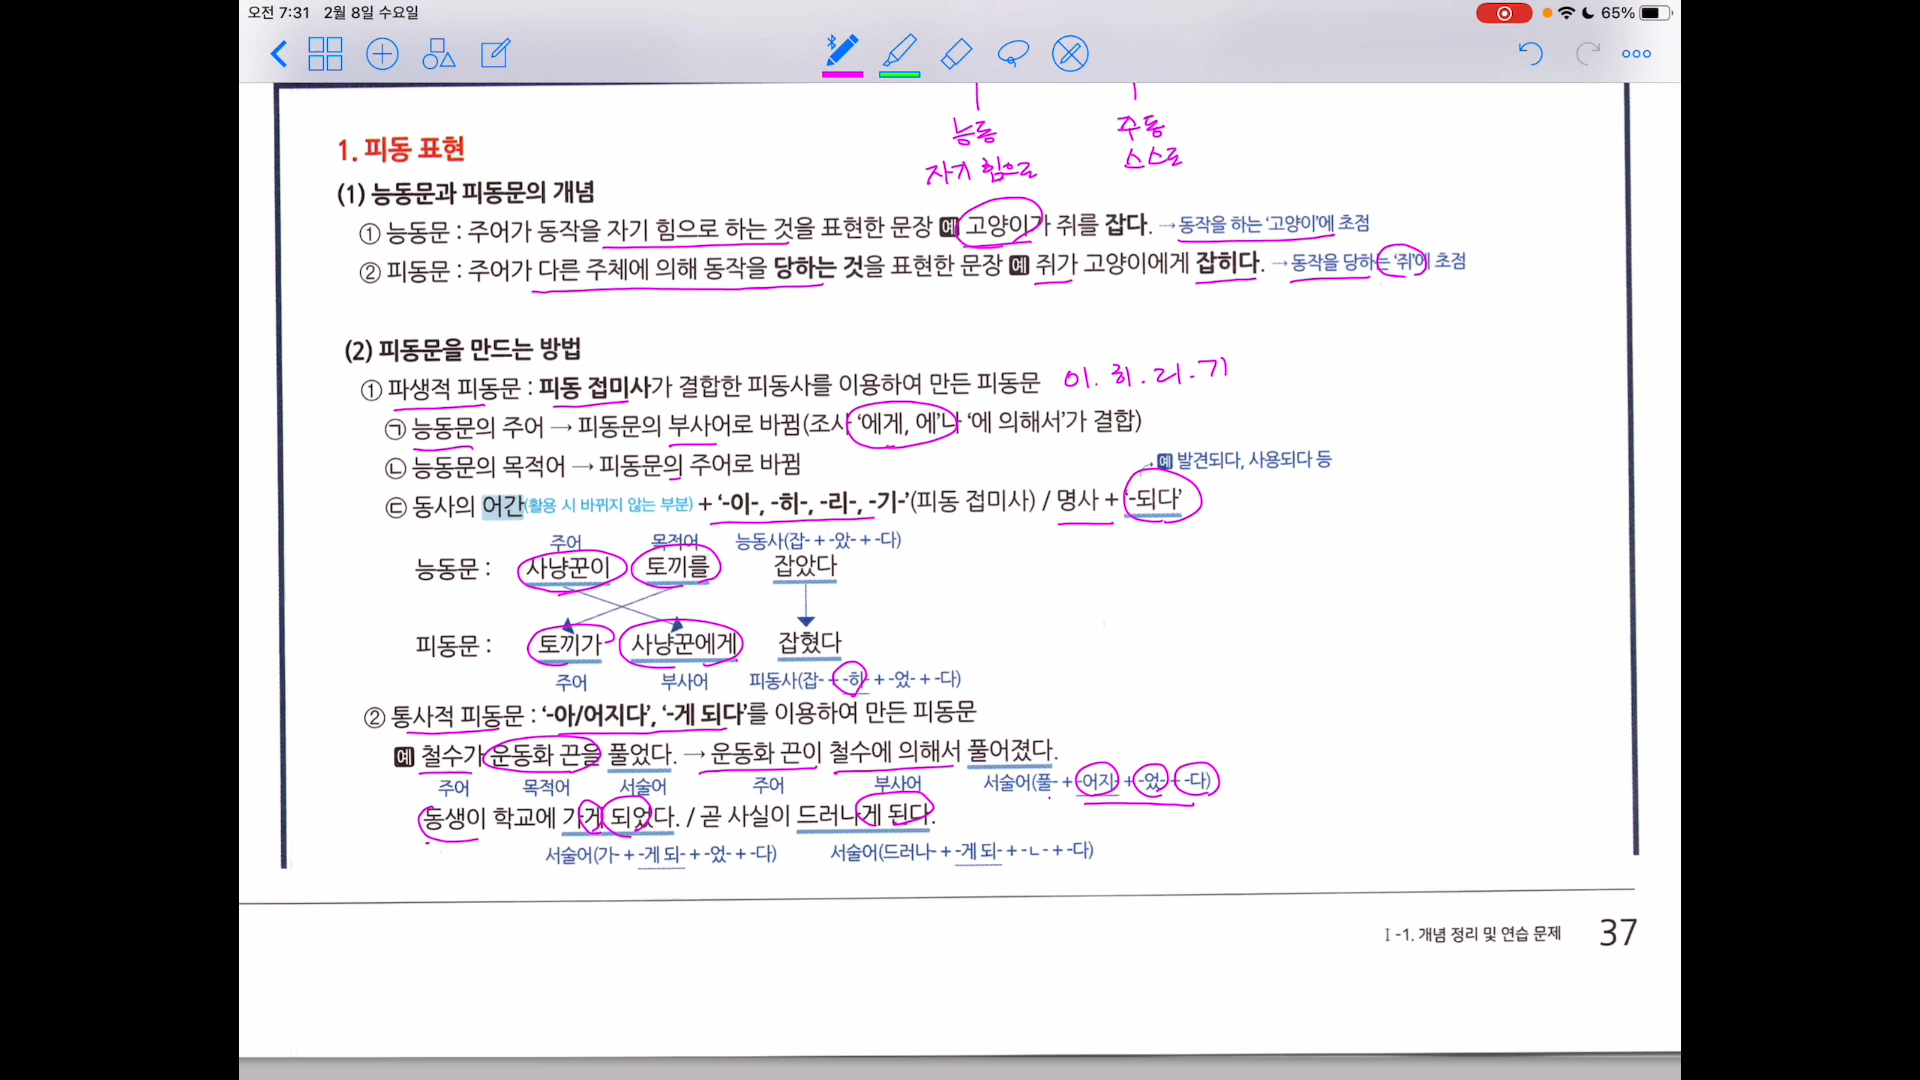 오전 7:31 2월 8일 수요일 65%
능동 주동
자기 힘으로 스스로
1. 피동 표현
(1) 능동문과 피동문의 개념
① 능동문 : 주어가 동작을 자기 힘으로 하는 것을 표현한 문장 예 고양이가 쥐를 잡다. → 동작을 하는 ‘고양이’에 초점
② 피동문 : 주어가 다른 주체에 의해 동작을 당하는 것을 표현한 문장 예 쥐가 고양이에게 잡히다. → 동작을 당하는 ‘쥐’에 초점
(2) 피동문을 만드는 방법
① 파생적 피동문 : 피동 접미사가 결합한 피동사를 이용하여 만든 피동문 이. 히. 리. 기
㉠ 능동문의 주어 → 피동문의 부사어로 바뀜(조사 ‘에게, 에’나 ‘에 의해서’가 결합)
㉡ 능동문의 목적어 → 피동문의 주어로 바뀜
→ 예 발견되다, 사용되다 등
㉢ 동사의 어간(활용 시 바뀌지 않는 부분) + ‘-이-, -히-, -리-, -기-’(피동 접미사) / 명사 + ‘-되다’
주어 목적어 능동사(잡- + -았- + -다)
능동문 : 사냥꾼이 토끼를 잡았다
피동문 : 토끼가 사냥꾼에게 잡혔다
주어 부사어 피동사(잡- + -히- + -었- + -다)
② 통사적 피동문 : ‘-아/어지다’, ‘-게 되다’를 이용하여 만든 피동문
예 철수가 운동화 끈을 풀었다. → 운동화 끈이 철수에 의해서 풀어졌다.
주어 목적어 서술어 주어 부사어 서술어(풀- + -어지- + -었- + -다)
동생이 학교에 가게 되었다. / 곧 사실이 드러나게 된다.
서술어(가- + -게 되- + -었- + -다) 서술어(드러나- + -게 되- + -ㄴ- + -다)
Ⅰ-1. 개념 정리 및 연습 문제 37